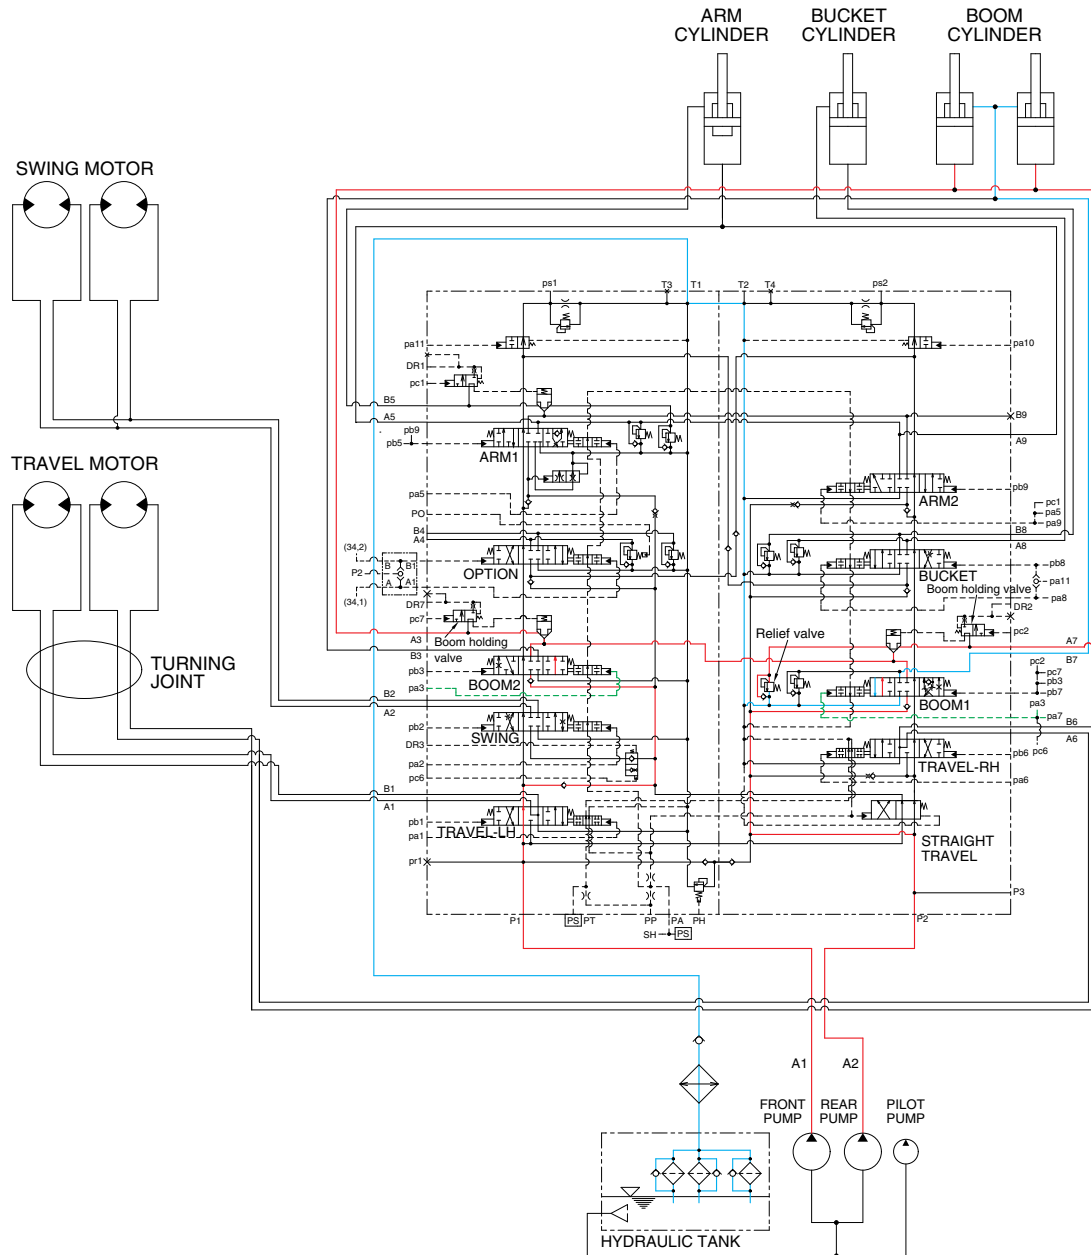 ARM
CYLINDER
BUCKET
CYLINDER
BOOM
CYLINDER
SWING MOTOR
TRAVEL MOTOR
TURNING
JOINT
ps1
T3
T1
T2
T4
ps2
pa11
pa10
DR1
pc1
B5
A5
B9
A9
pb9
pb5
ARM1
ARM2
pb9
pc1
pa5
pa9
pa5
PO
B4
A4
B8
A8
(34,2)
P2
B
B1
A
A1
(34,1)
OPTION
BUCKET
pb8
pa11
pa8
Boom holding valve
DR7
DR2
pc7
pc2
Boom holding
valve
Relief valve
A3
B3
A7
B7
pb3
pa3
BOOM2
BOOM1
pc2
pc7
pb3
pb7
pa3
pa7
pc6
B2
A2
B6
A6
pb2
SWING
TRAVEL-RH
pb6
DR3
pa2
pc6
pa6
B1
A1
pb1
pa1
TRAVEL-LH
STRAIGHT
TRAVEL
pr1
P3
P1
PS
PT
PP
PA
PH
P2
SH
PS
A1
A2
FRONT
PUMP
REAR
PUMP
PILOT
PUMP
HYDRAULIC TANK